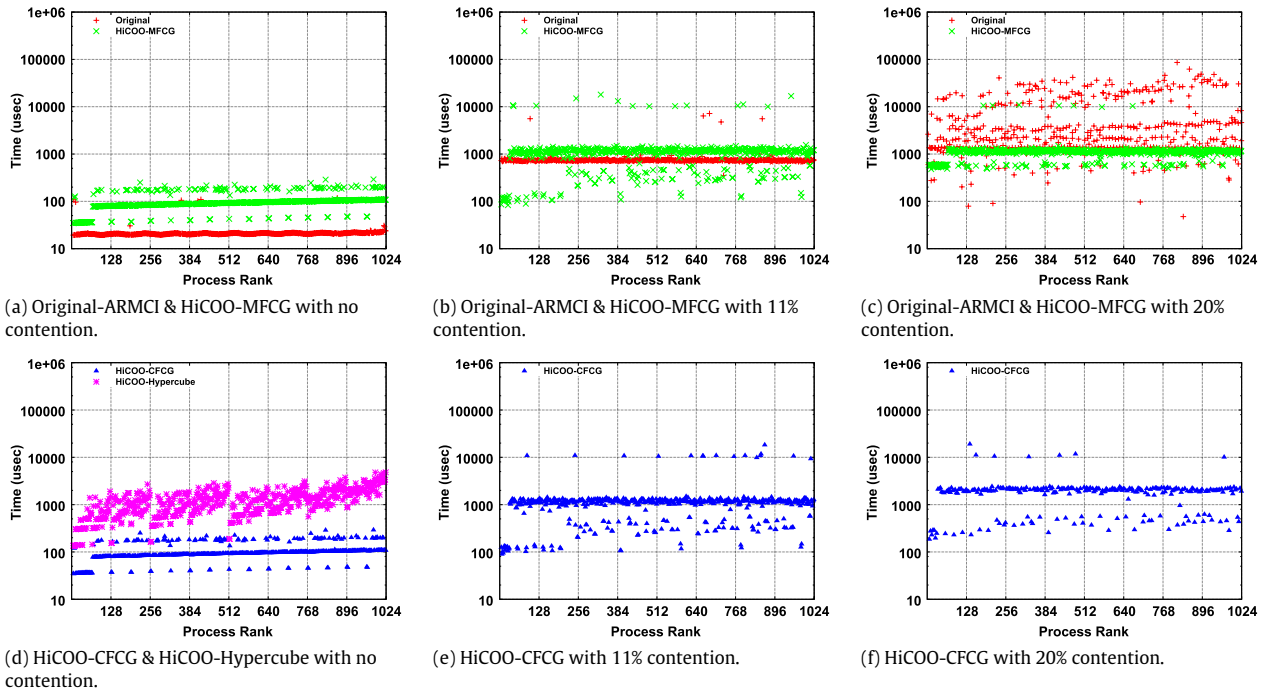 1e+06
100000
10000
1000
100
10
Time (usec)
Original
HiCOO-MFCG
128 256 384 512 640 768 896 1024
Process Rank
(a) Original-ARMCI & HiCOO-MFCG with no
contention.
1e+06
100000
10000
1000
100
10
Time (usec)
Original
HiCOO-MFCG
128 256 384 512 640 768 896 1024
Process Rank
(b) Original-ARMCI & HiCOO-MFCG with 11%
contention.
1e+06
100000
10000
1000
100
10
Time (usec)
Original
HiCOO-MFCG
128 256 384 512 640 768 896 1024
Process Rank
(c) Original-ARMCI & HiCOO-MFCG with 20%
contention.
1e+06
100000
10000
1000
100
10
Time (usec)
HiCOO-CFCG
HiCOO-Hypercube
128 256 384 512 640 768 896 1024
Process Rank
(d) HiCOO-CFCG & HiCOO-Hypercube with no
contention.
1e+06
100000
10000
1000
100
10
Time (usec)
HiCOO-CFCG
128 256 384 512 640 768 896 1024
Process Rank
(e) HiCOO-CFCG with 11% contention.
1e+06
100000
10000
1000
100
10
Time (usec)
HiCOO-CFCG
128 256 384 512 640 768 896 1024
Process Rank
(f) HiCOO-CFCG with 20% contention.